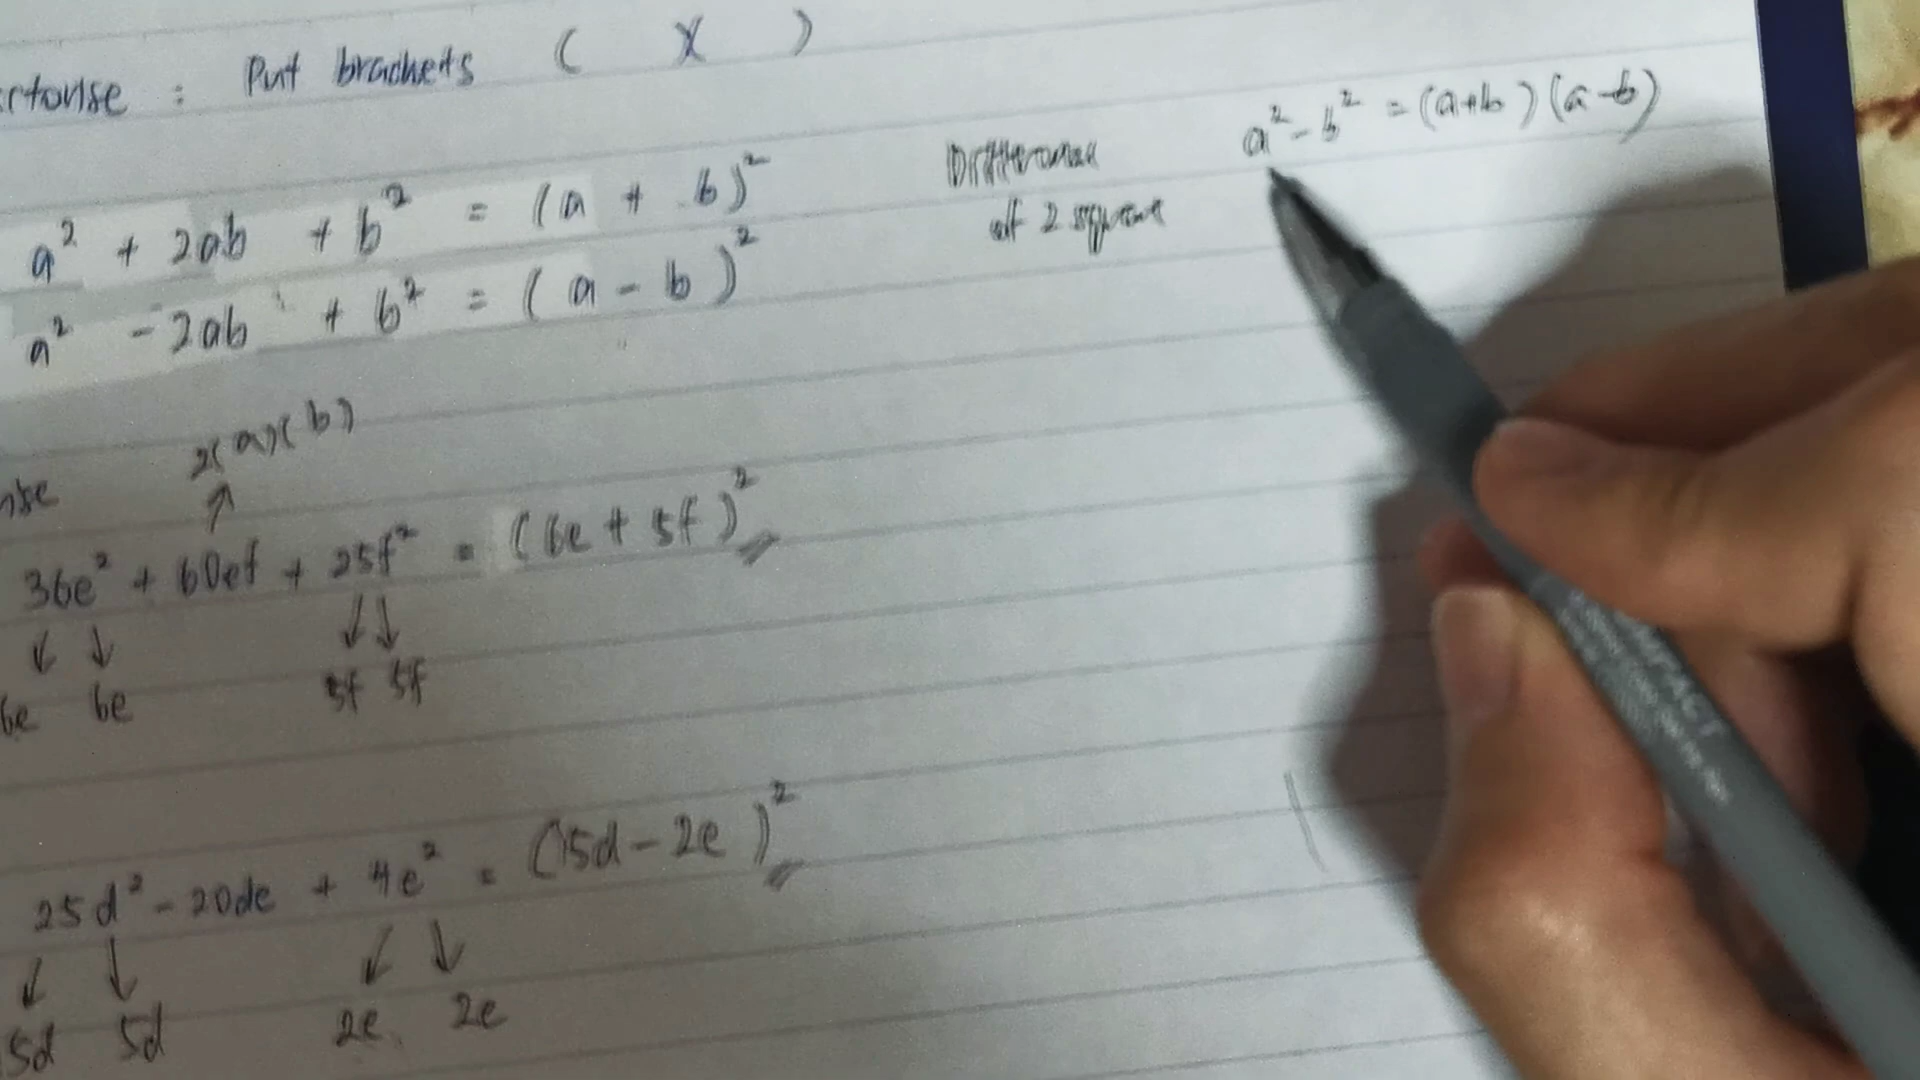 : Put brackets ( X )
a² + 2ab + b² = (a + b)²
a² - 2ab + b² = (a - b)²
Difference of 2 square
a² - b² = (a+b)(a-b)
2(a)(b)
36e² + 60ef + 25f² = (6e + 5f)²
6e 6e 5f 5f
25d² - 20de + 4e² = (5d - 2e)²
5d 5d 2e 2e
IMPACT